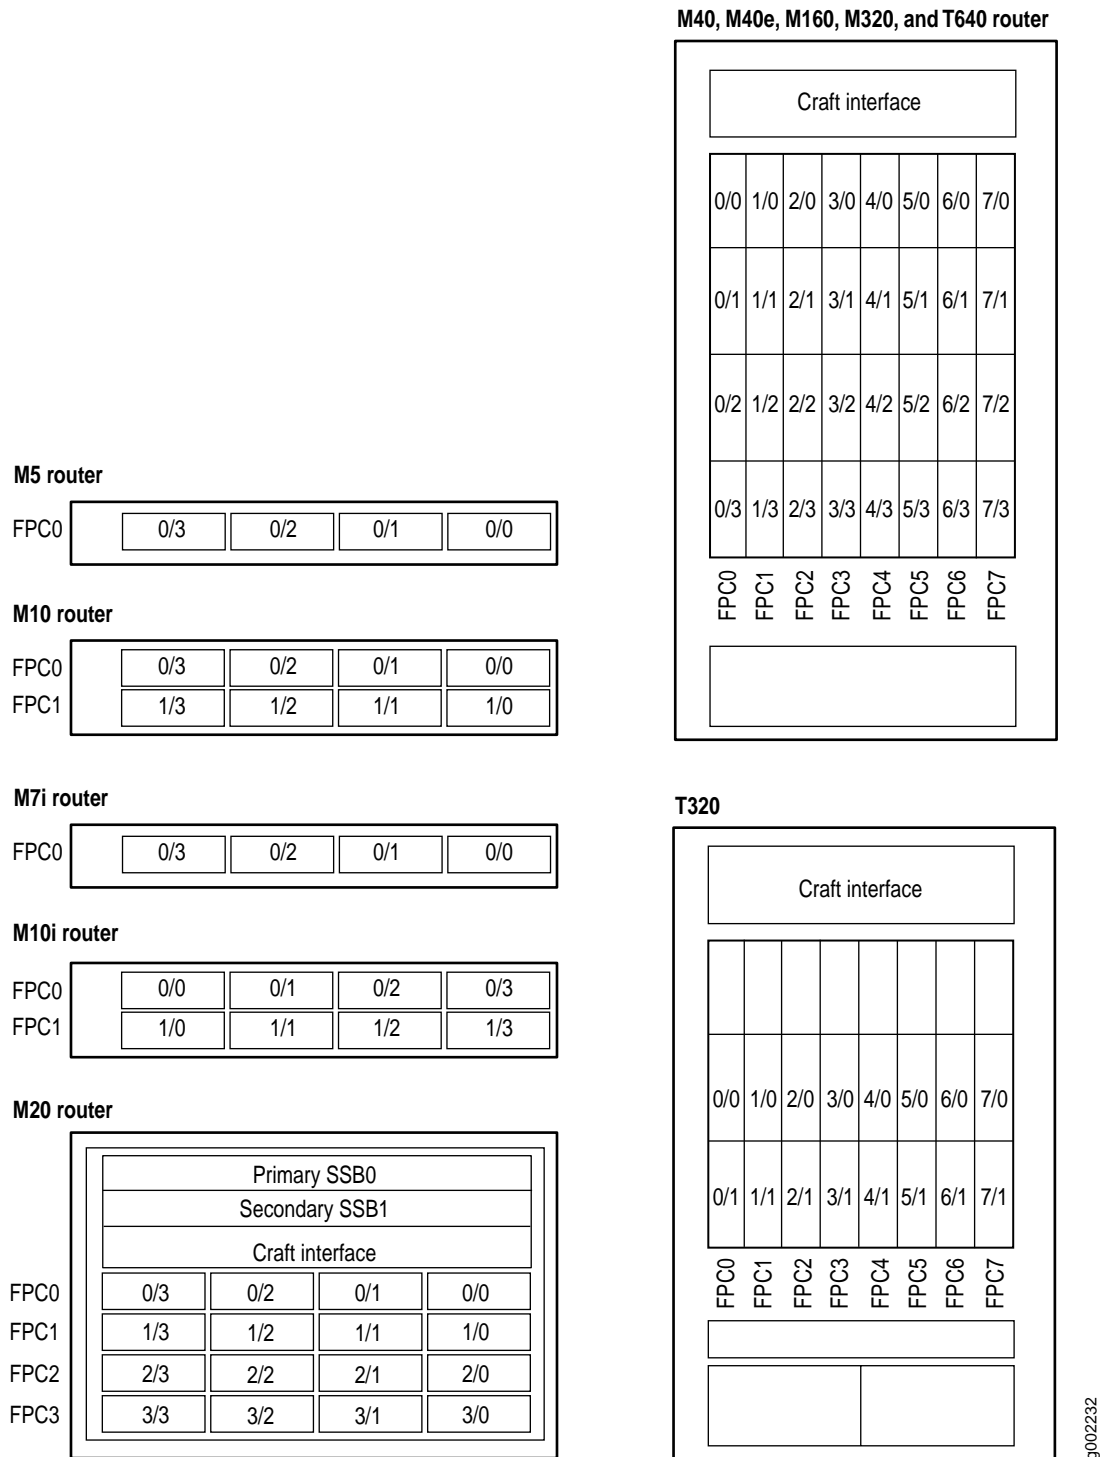 M40, M40e, M160, M320, and T640 router
Craft interface
0/0 1/0 2/0 3/0 4/0 5/0 6/0 7/0
0/1 1/1 2/1 3/1 4/1 5/1 6/1 7/1
0/2 1/2 2/2 3/2 4/2 5/2 6/2 7/2
0/3 1/3 2/3 3/3 4/3 5/3 6/3 7/3
FPC0 FPC1 FPC2 FPC3 FPC4 FPC5 FPC6 FPC7
M5 router
FPC0 0/3 0/2 0/1 0/0
M10 router
FPC0 0/3 0/2 0/1 0/0
FPC1 1/3 1/2 1/1 1/0
M7i router
FPC0 0/3 0/2 0/1 0/0
M10i router
FPC0 0/0 0/1 0/2 0/3
FPC1 1/0 1/1 1/2 1/3
M20 router
Primary SSB0
Secondary SSB1
Craft interface
FPC0 0/3 0/2 0/1 0/0
FPC1 1/3 1/2 1/1 1/0
FPC2 2/3 2/2 2/1 2/0
FPC3 3/3 3/2 3/1 3/0
T320
Craft interface
0/0 1/0 2/0 3/0 4/0 5/0 6/0 7/0
0/1 1/1 2/1 3/1 4/1 5/1 6/1 7/1
FPC0 FPC1 FPC2 FPC3 FPC4 FPC5 FPC6 FPC7
g002232